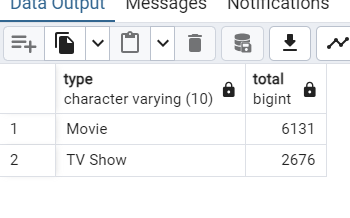 Data Output Messages Notifications
type total
character varying (10) bigint
1 Movie 6131
2 TV Show 2676